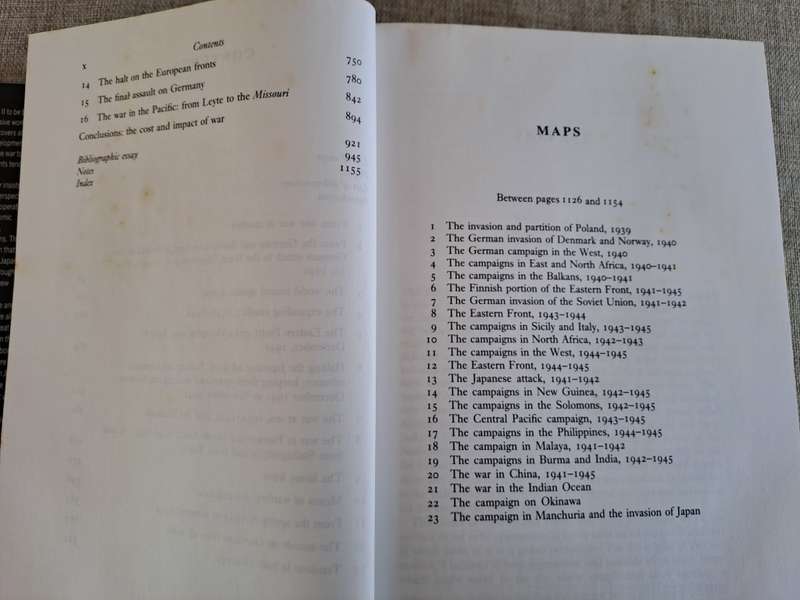 x
Contents
14 The halt on the European fronts 750
15 The final assault on Germany 780
16 The war in the Pacific: from Leyte to the Missouri 842
Conclusions: the cost and impact of war 894
Bibliographic essay 921
Notes 945
Index 1155
MAPS
Between pages 1126 and 1154
1 The invasion and partition of Poland, 1939
2 The German invasion of Denmark and Norway, 1940
3 The German campaign in the West, 1940
4 The campaigns in East and North Africa, 1940–1941
5 The campaigns in the Balkans, 1940–1941
6 The Finnish portion of the Eastern Front, 1941–1945
7 The German invasion of the Soviet Union, 1941–1942
8 The Eastern Front, 1943–1944
9 The campaigns in Sicily and Italy, 1943–1945
10 The campaigns in North Africa, 1942–1943
11 The campaigns in the West, 1944–1945
12 The Eastern Front, 1944–1945
13 The Japanese attack, 1941–1942
14 The campaigns in New Guinea, 1942–1945
15 The campaigns in the Solomons, 1942–1945
16 The Central Pacific campaign, 1943–1945
17 The campaigns in the Philippines, 1944–1945
18 The campaign in Malaya, 1941–1942
19 The campaigns in Burma and India, 1942–1945
20 The war in China, 1941–1945
21 The war in the Indian Ocean
22 The campaign on Okinawa
23 The campaign in Manchuria and the invasion of Japan